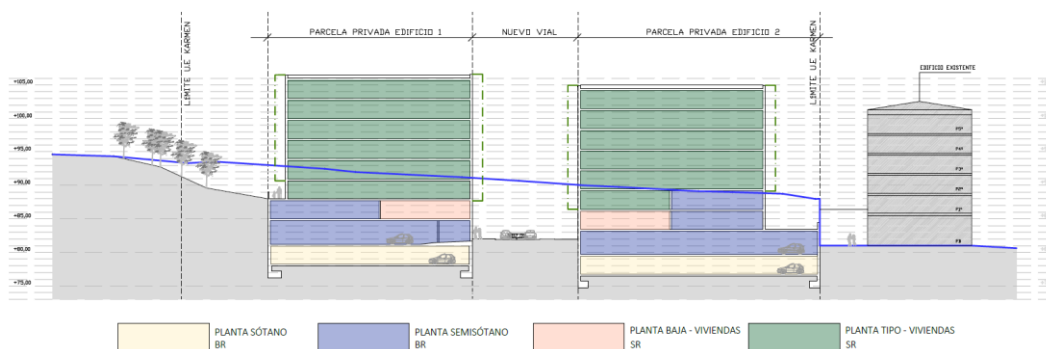 PARCELA PRIVADA EDIFICIO 1
NUEVO VIAL
PARCELA PRIVADA EDIFICIO 2
LIMITE U.E KARMEN
LIMITE U.E KARMEN
EDIFICIO EXISTENTE
+105,00
+100,00
+95,00
+90,00
+85,00
+80,00
+75,00
PLANTA SÓTANO
BR
PLANTA SEMISÓTANO
BR
PLANTA BAJA - VIVIENDAS
SR
PLANTA TIPO - VIVIENDAS
SR